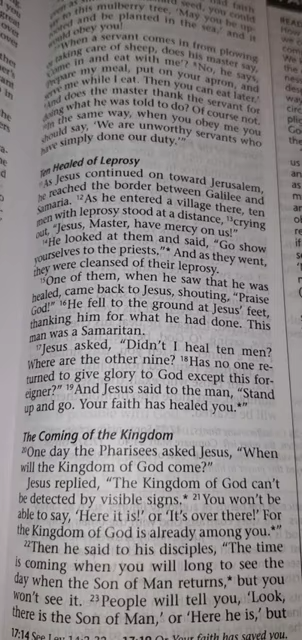 to this mulberry tree, 'May you be up-
and be planted in the sea,' and it
would obey you!
"When a servant comes in from plowing
or taking care of sheep, does his master say,
'Come in and eat with me'? No, he says,
'Prepare my meal, put on your apron, and
serve me while I eat. Then you can eat later.'
And does the master thank the servant for
doing what he was told to do? Of course not.
In the same way, when you obey me you
should say, 'We are unworthy servants who
have simply done our duty.'"
Ten Healed of Leprosy
11As Jesus continued on toward Jerusalem,
he reached the border between Galilee and
Samaria. 12As he entered a village there, ten
men with leprosy stood at a distance, 13crying
out, "Jesus, Master, have mercy on us!"
14He looked at them and said, "Go show
yourselves to the priests."* And as they went,
they were cleansed of their leprosy.
15One of them, when he saw that he was
healed, came back to Jesus, shouting, "Praise
God!" 16He fell to the ground at Jesus' feet,
thanking him for what he had done. This
man was a Samaritan.
17Jesus asked, "Didn't I heal ten men?
Where are the other nine? 18Has no one re-
turned to give glory to God except this for-
eigner?" 19And Jesus said to the man, "Stand
up and go. Your faith has healed you.*"
The Coming of the Kingdom
20One day the Pharisees asked Jesus, "When
will the Kingdom of God come?"
Jesus replied, "The Kingdom of God can't
be detected by visible signs.* 21You won't be
able to say, 'Here it is!' or 'It's over there!' For
the Kingdom of God is already among you.*"
22Then he said to his disciples, "The time
is coming when you will long to see the
day when the Son of Man returns,* but you
won't see it. 23People will tell you, 'Look,
there is the Son of Man,' or 'Here he is,' but
17:14 See Lev 14:2-32. 17:19 Or Your faith has saved you